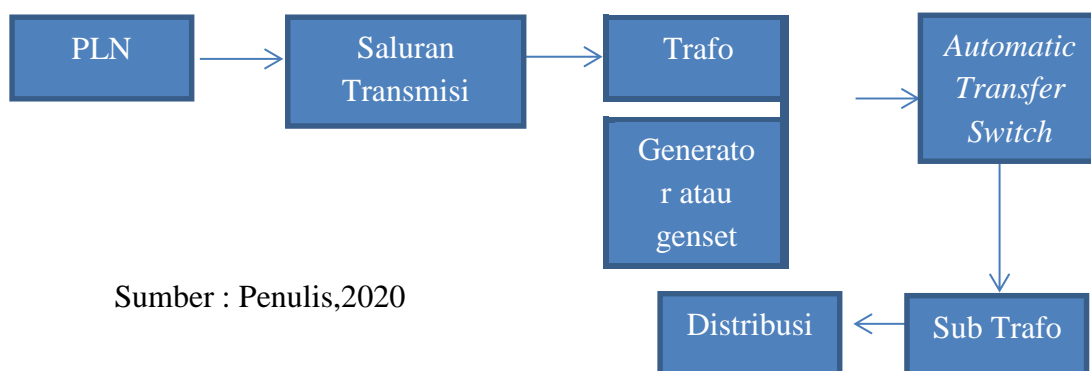 PLN
Saluran
Transmisi
Trafo
Automatic
Transfer
Switch
Generato
r atau
genset
Sumber : Penulis,2020
Distribusi
Sub Trafo